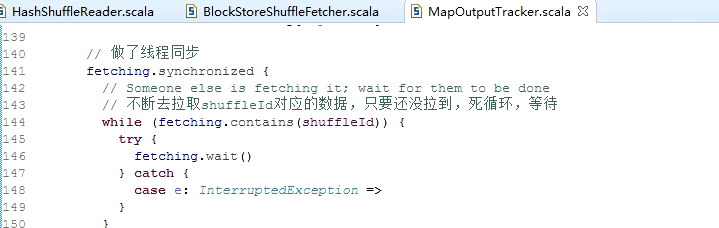 HashShuffleReader.scala BlockStoreShuffleFetcher.scala MapOutputTracker.scala
139
140 // 做了线程同步
141 fetching.synchronized {
142 // Someone else is fetching it; wait for them to be done
143 // 不断去拉取shuffleId对应的数据，只要还没拉到，死循环，等待
144 while (fetching.contains(shuffleId)) {
145 try {
146 fetching.wait()
147 } catch {
148 case e: InterruptedException =>
149 }
150 }